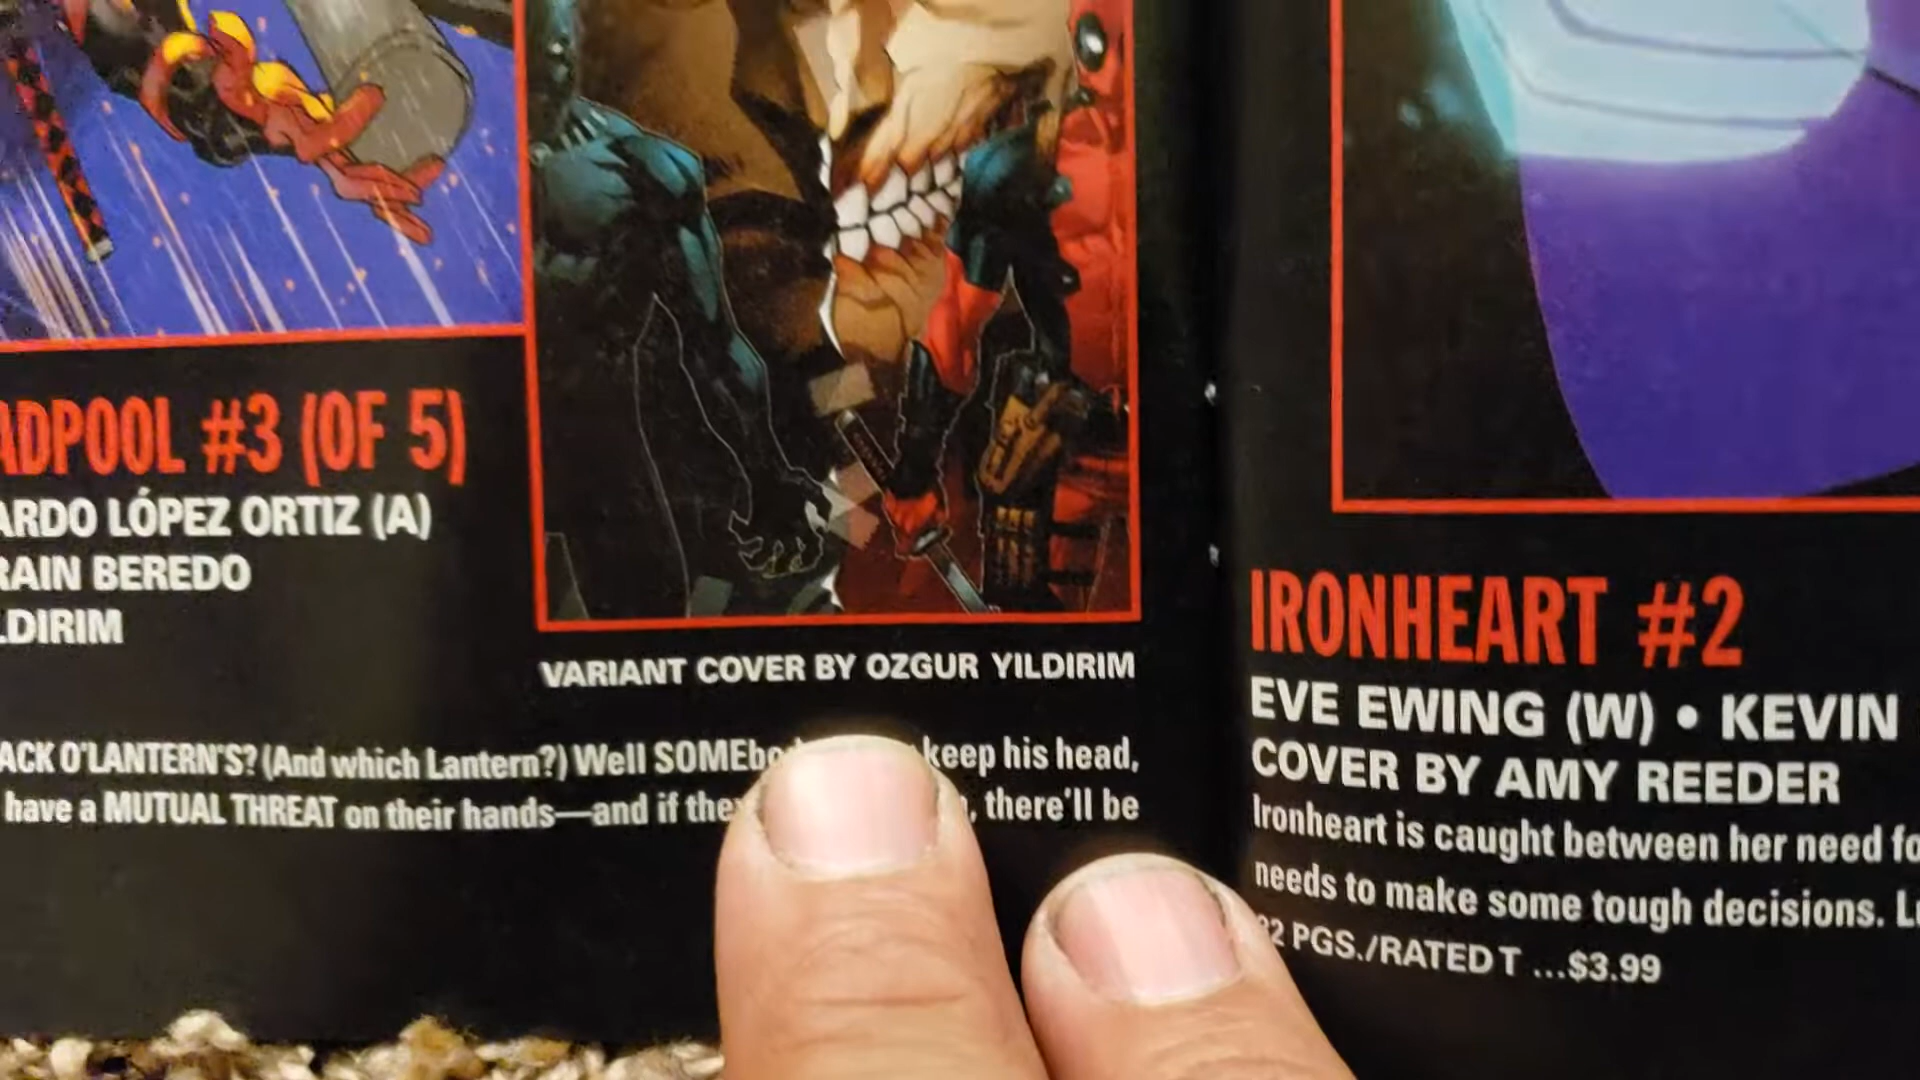 ADPOOL #3 (OF 5)
ARDO LÓPEZ ORTIZ (A)
RAIN BEREDO
LDIRIM
VARIANT COVER BY OZGUR YILDIRIM
ACK O'LANTERN'S? (And which Lantern?) Well SOMEbo keep his head,
have a MUTUAL THREAT on their hands—and if the , there'll be
IRONHEART #2
EVE EWING (W) • KEVIN
COVER BY AMY REEDER
Ironheart is caught between her need fo
needs to make some tough decisions. L
32 PGS./RATED T ...$3.99